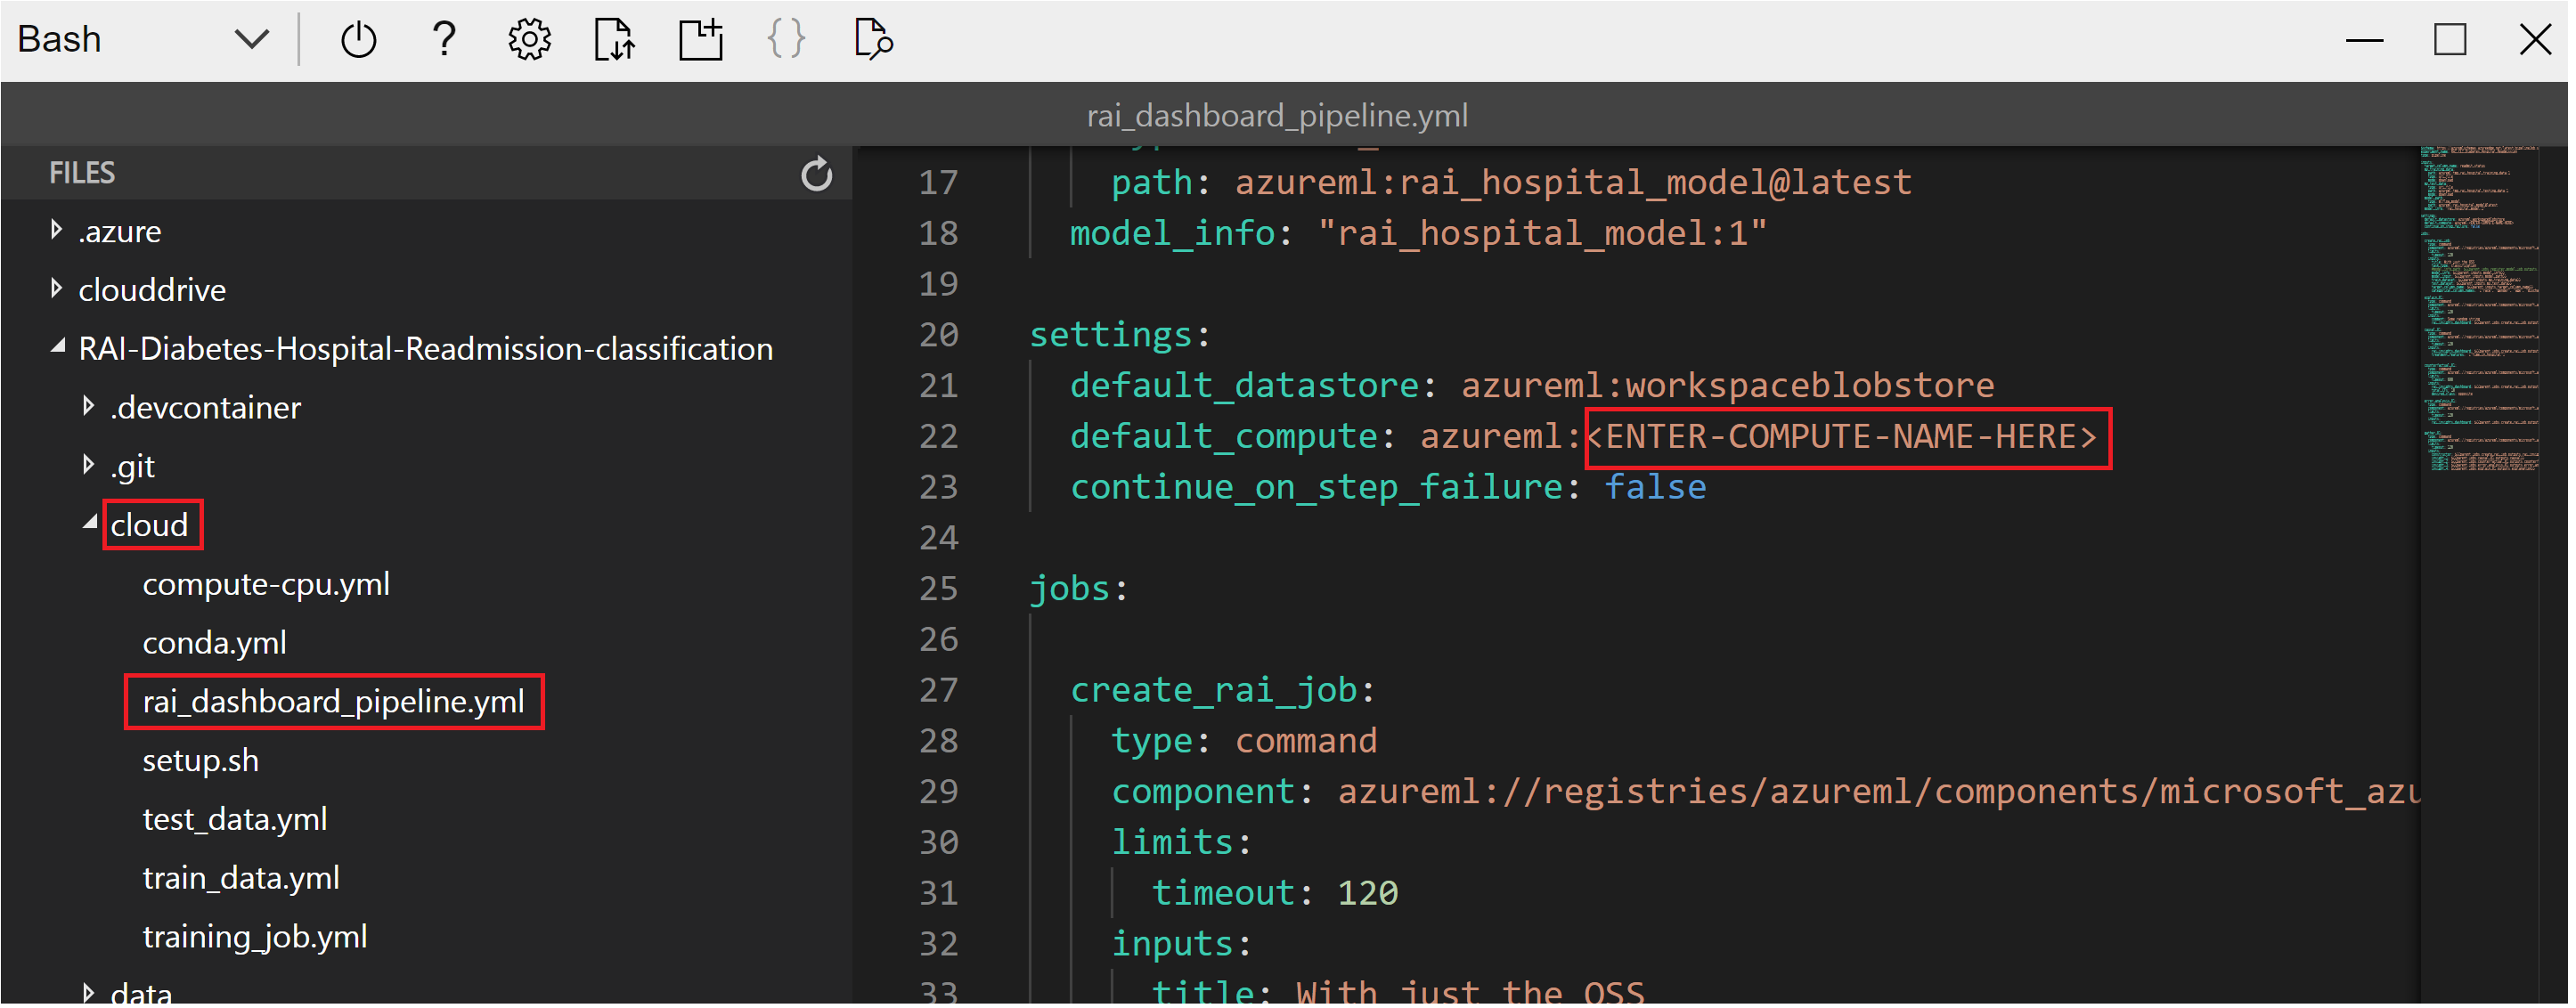 Bash
rai_dashboard_pipeline.yml
FILES
.azure
clouddrive
RAI-Diabetes-Hospital-Readmission-classification
.devcontainer
.git
cloud
compute-cpu.yml
conda.yml
rai_dashboard_pipeline.yml
setup.sh
test_data.yml
train_data.yml
training_job.yml
data
17 path: azureml:rai_hospital_model@latest
18 model_info: "rai_hospital_model:1"
19
20 settings:
21 default_datastore: azureml:workspaceblobstore
22 default_compute: azureml:<ENTER-COMPUTE-NAME-HERE>
23 continue_on_step_failure: false
24
25 jobs:
26
27 create_rai_job:
28 type: command
29 component: azureml://registries/azureml/components/microsoft_azu
30 limits:
31 timeout: 120
32 inputs:
33 title: With just the OSS